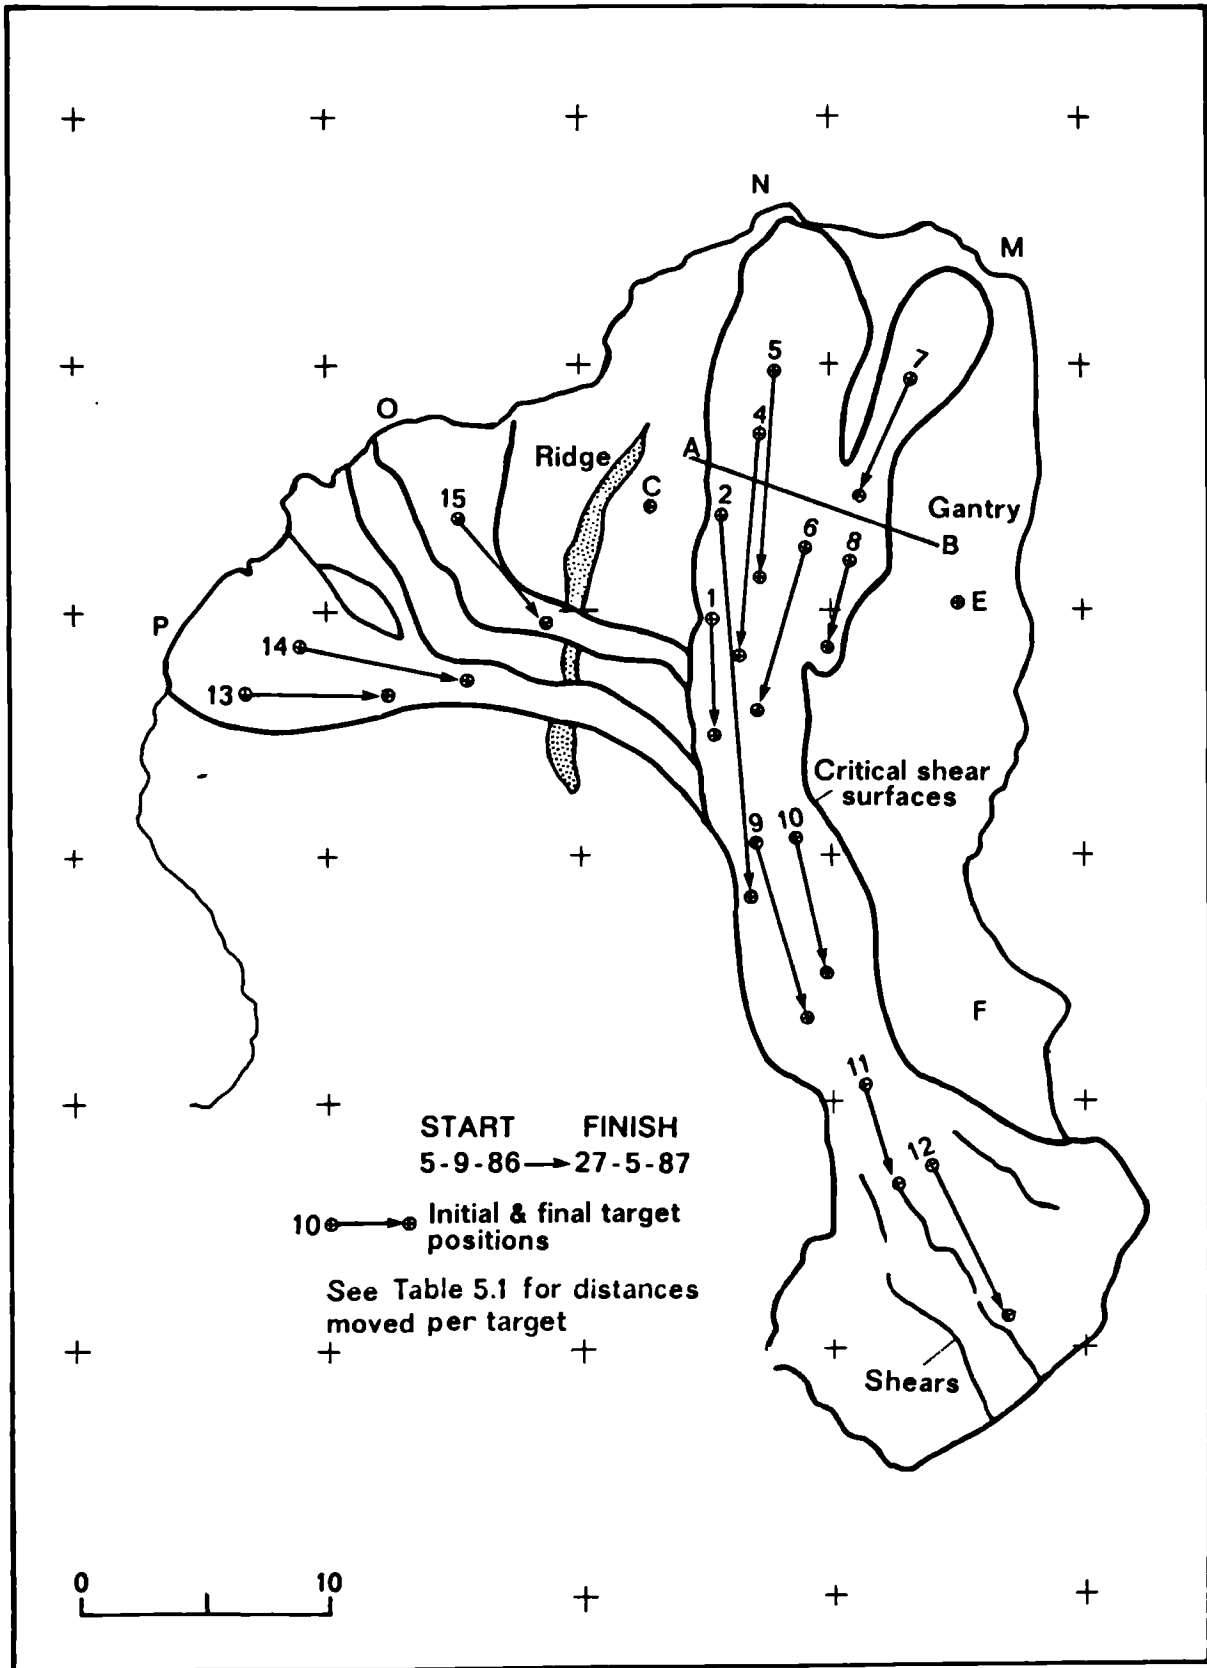 N
M
5
7
O
4
Ridge
A
C
2
15
Gantry
6
8
B
1
E
P
14
13
Critical shear
surfaces
9
10
F
11
START FINISH
5-9-86 → 27-5-87
12
10 Initial & final target
positions
See Table 5.1 for distances
moved per target
Shears
0 10